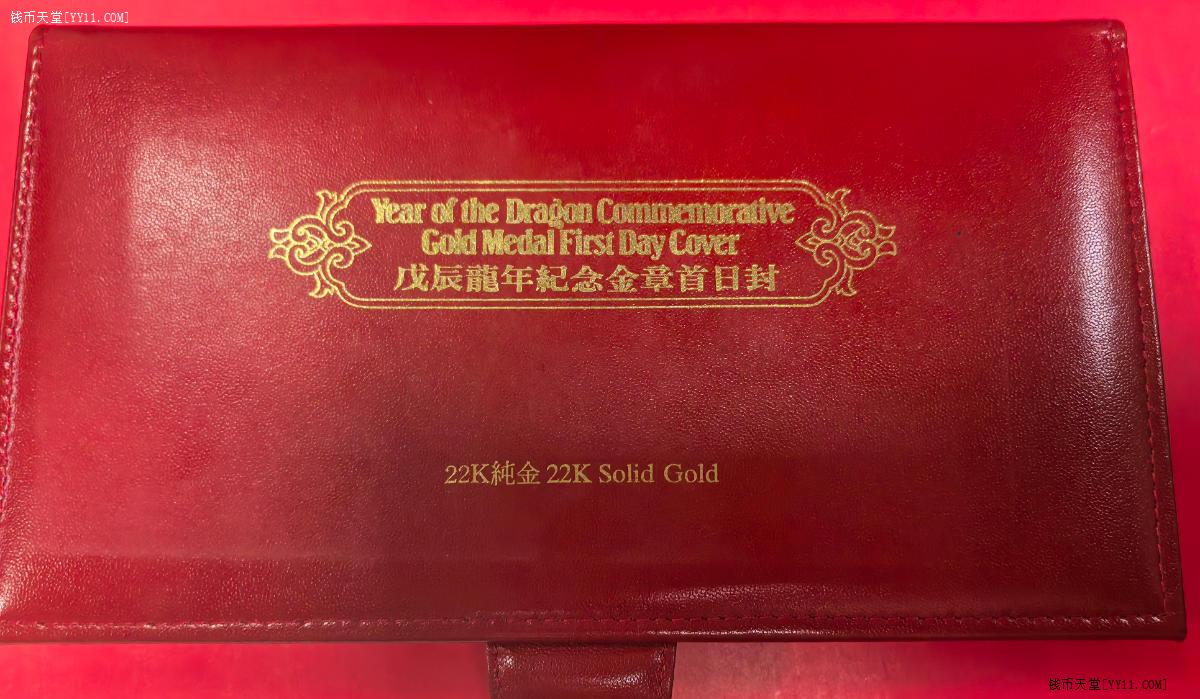 钱币天堂[YY11.COM]
Year of the Dragon Commemorative
Gold Medal First Day Cover
戊辰龍年紀念金章首日封
22K純金 22K Solid Gold
钱币天堂[YY11.COM]